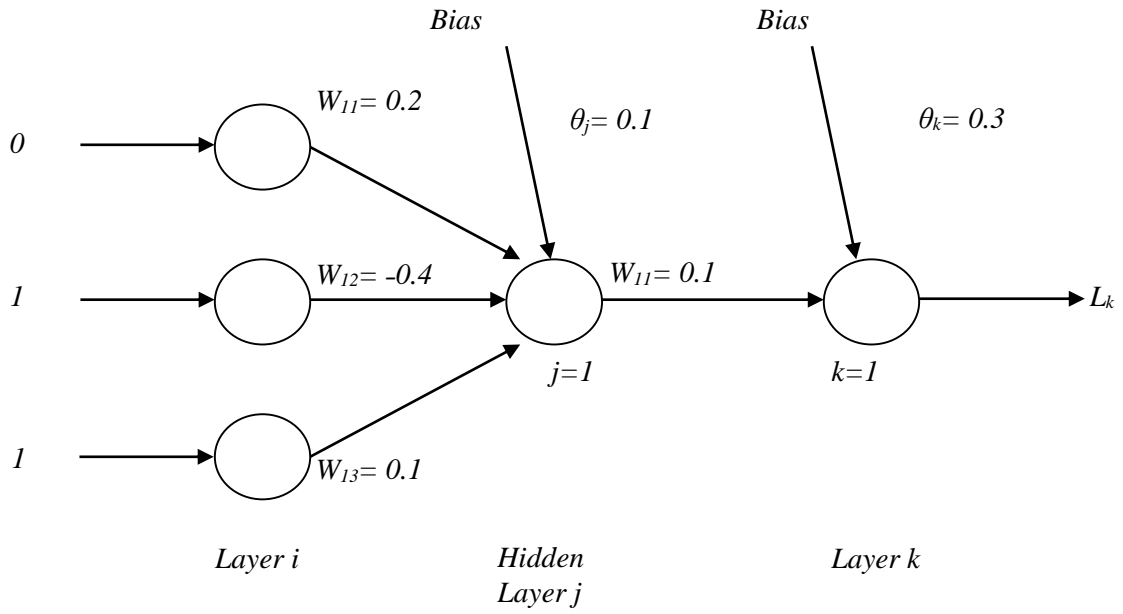 Bias
Bias
W₁₁= 0.2
θⱼ= 0.1
θₖ= 0.3
0
W₁₂= -0.4
W₁₁= 0.1
1
Lₖ
j=1
k=1
1
W₁₃= 0.1
Layer i
Hidden
Layer j
Layer k